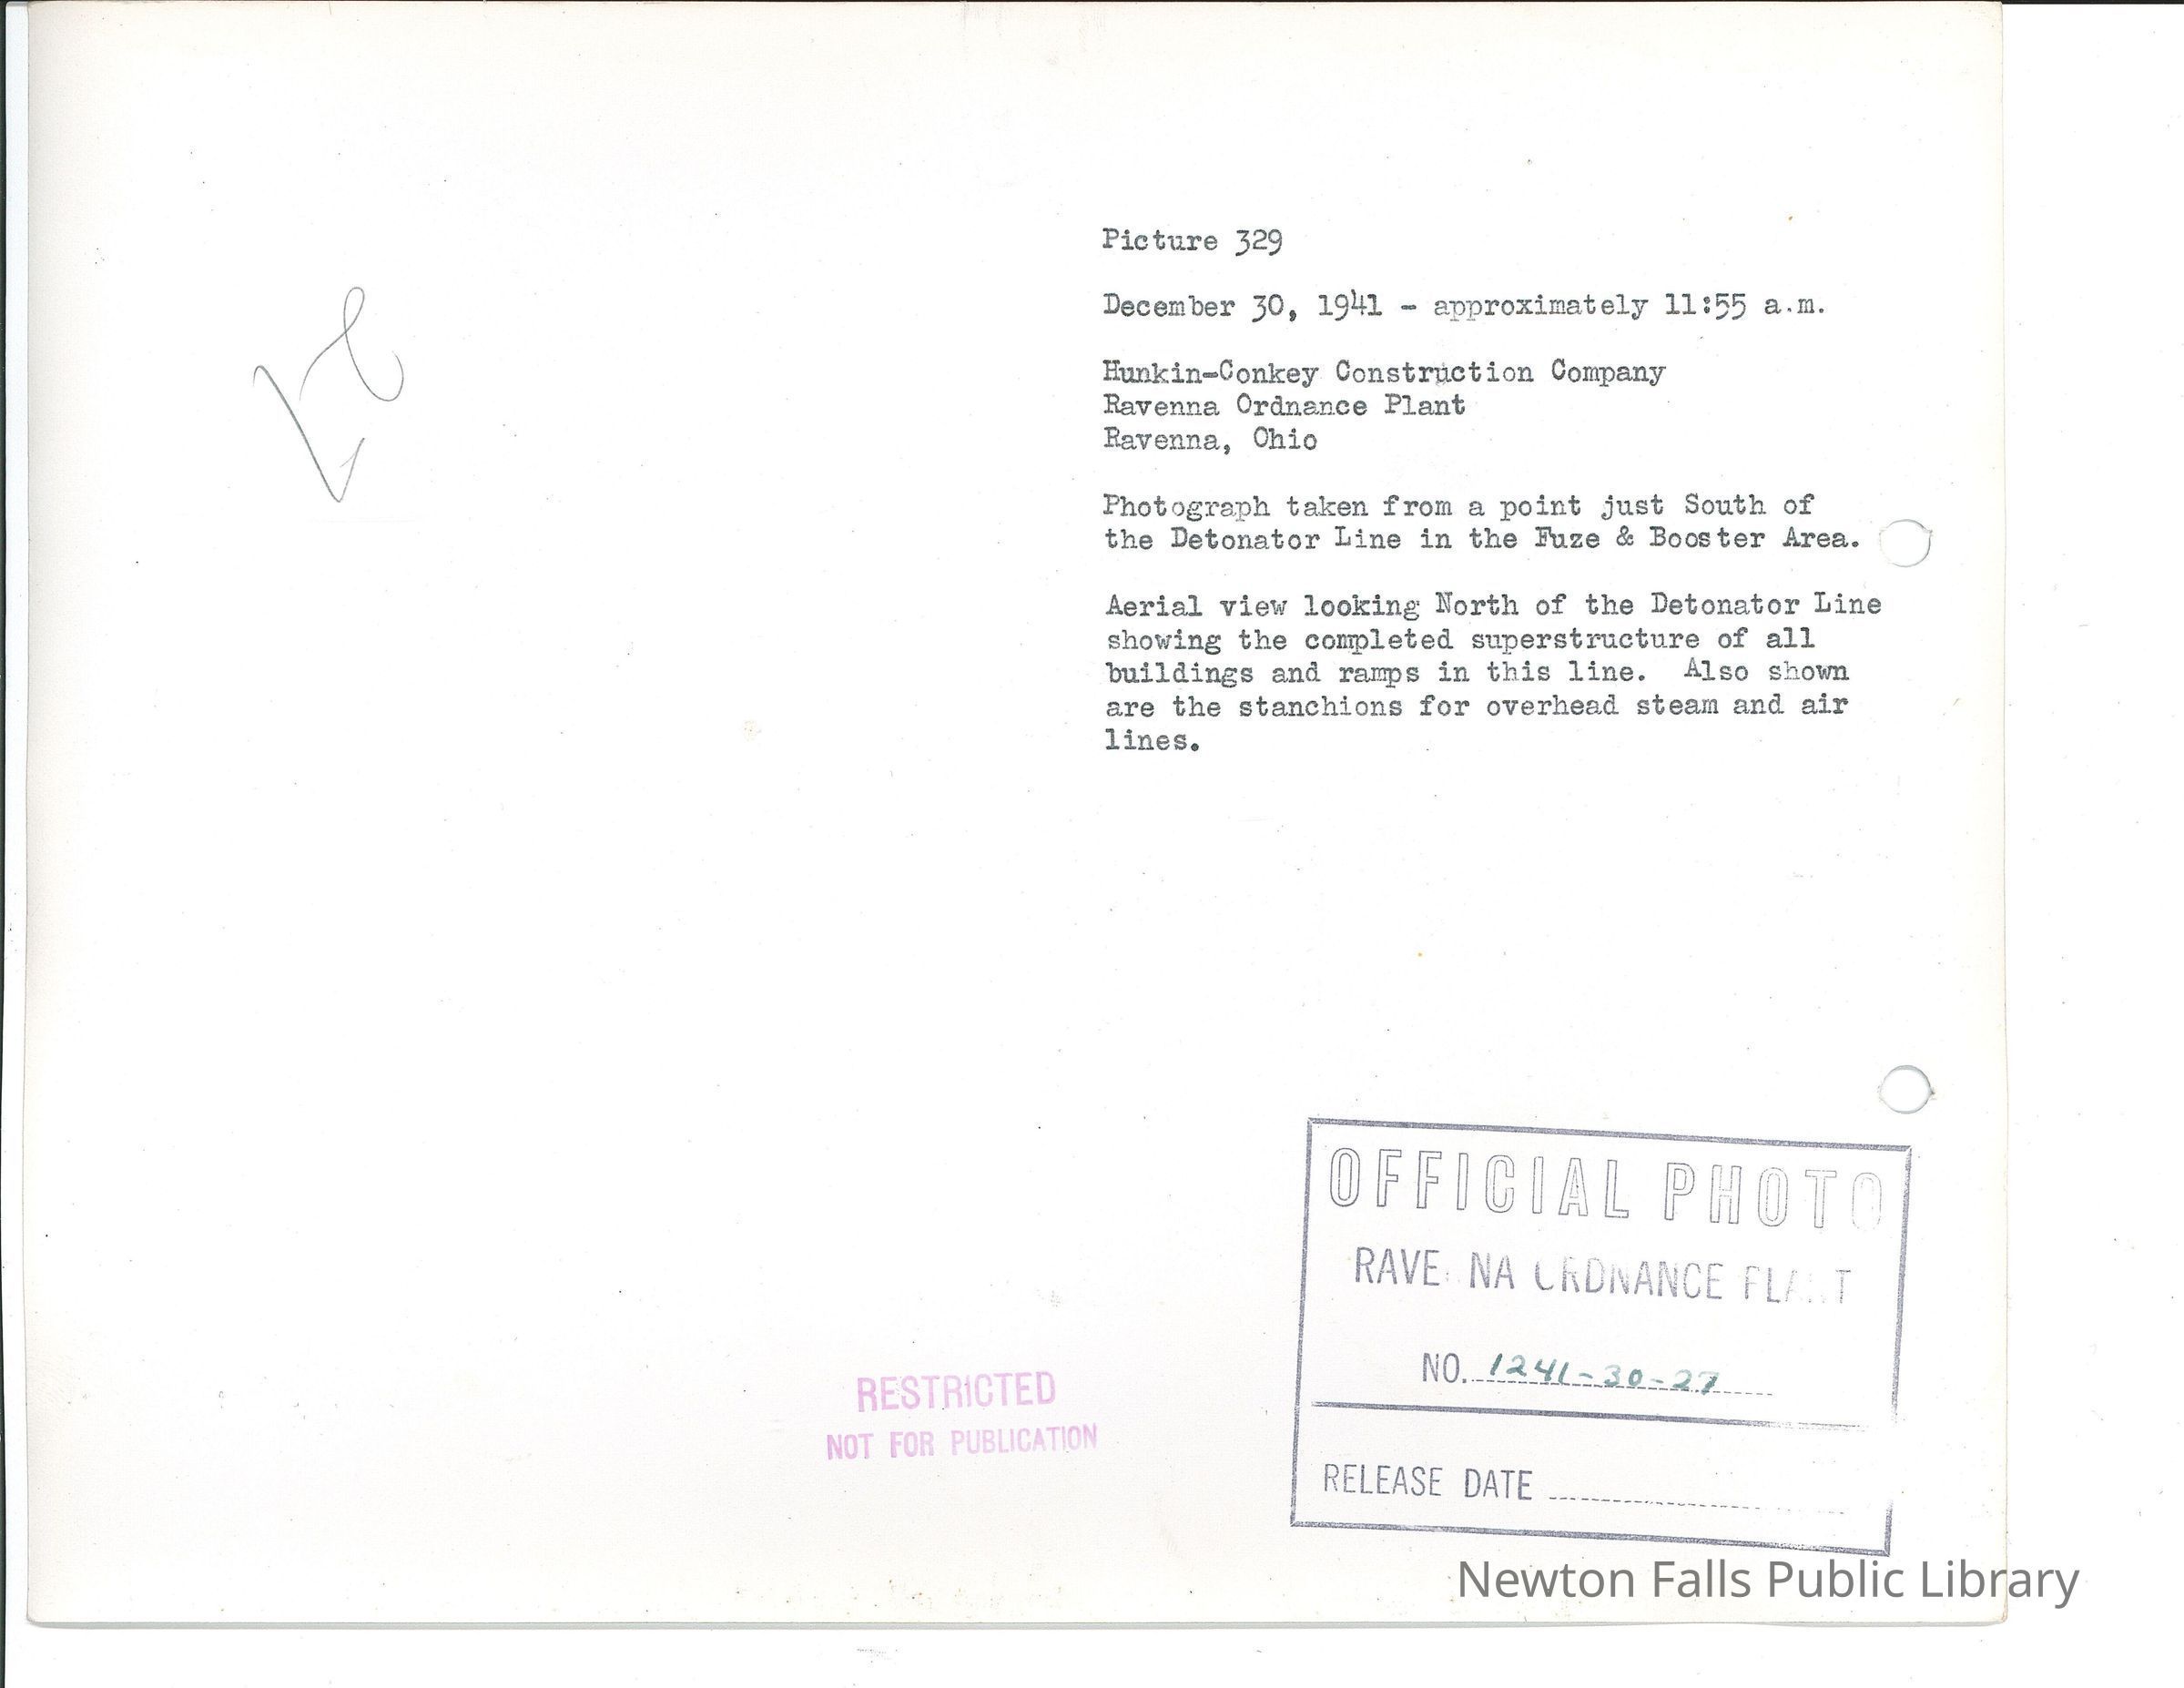 Picture 329
December 30, 1941 - approximately 11:55 a.m.
Hunkin-Conkey Construction Company
Ravenna Ordnance Plant
Ravenna, Ohio
Photograph taken from a point just South of
the Detonator Line in the Fuze & Booster Area.
Aerial view looking North of the Detonator Line
showing the completed superstructure of all
buildings and ramps in this line. Also shown
are the stanchions for overhead steam and air
lines.
OFFICIAL PHOTO
RAVENNA ORDNANCE PLANT
NO. 1241-30-27
RELEASE DATE
RESTRICTED
NOT FOR PUBLICATION
Newton Falls Public Library